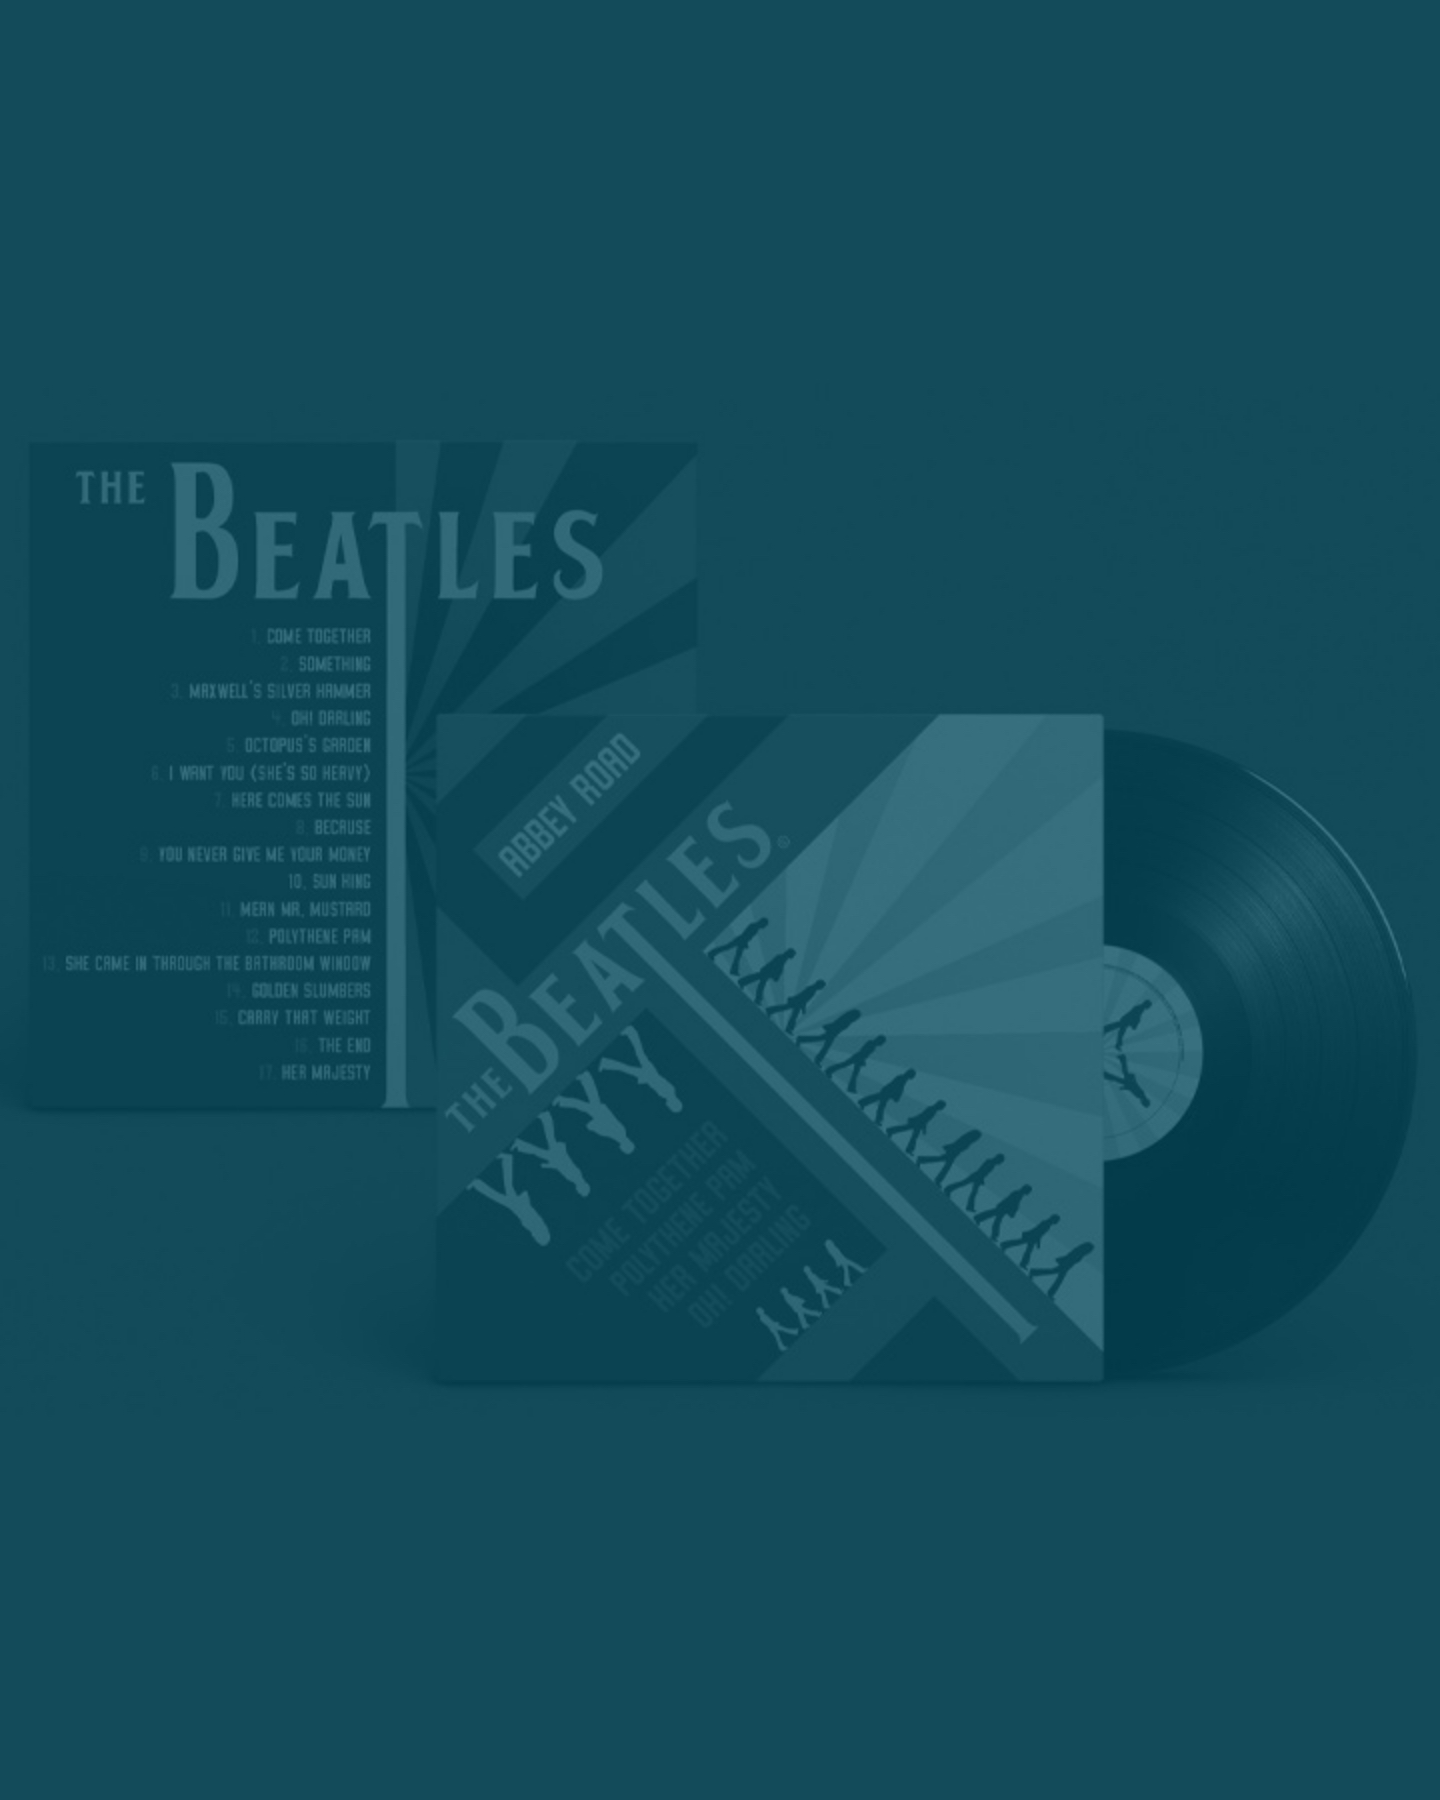 THE BEATLES
1. COME TOGETHER
2. SOMETHING
3. MAXWELL'S SILVER HAMMER
4. OH! DARLING
5. OCTOPUS'S GARDEN
6. I WANT YOU (SHE'S SO HEAVY)
7. HERE COMES THE SUN
8. BECAUSE
9. YOU NEVER GIVE ME YOUR MONEY
10. SUN KING
11. MEAN MR. MUSTARD
12. POLYTHENE PAM
13. SHE CAME IN THROUGH THE BATHROOM WINDOW
14. GOLDEN SLUMBERS
15. CARRY THAT WEIGHT
16. THE END
17. HER MAJESTY
ABBEY ROAD
THE BEATLES
COME TOGETHER
POLYTHENE PAM
HER MAJESTY
OH! DARLING